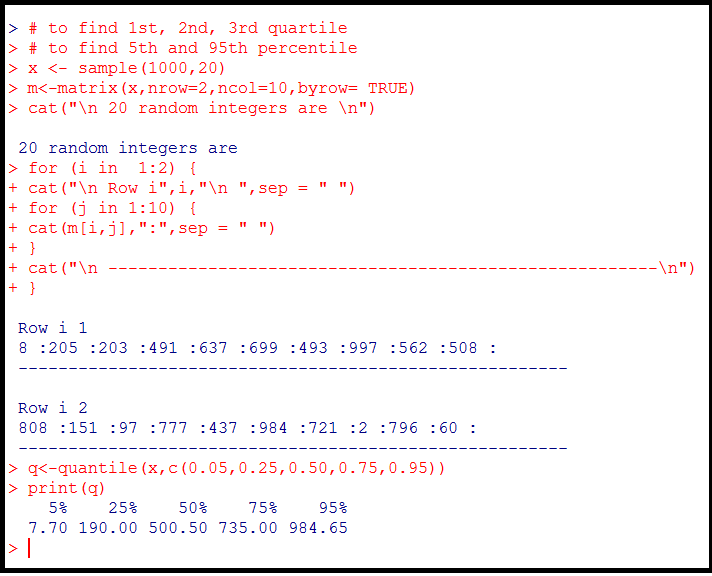 > # to find 1st, 2nd, 3rd quartile
> # to find 5th and 95th percentile
> x <- sample(1000,20)
> m<-matrix(x,nrow=2,ncol=10,byrow= TRUE)
> cat("\n 20 random integers are \n")

 20 random integers are
> for (i in  1:2) {
+ cat("\n Row i",i,"\n ",sep = " ")
+ for (j in 1:10) {
+ cat(m[i,j],":",sep = " ")
+ }
+ cat("\n -------------------------------------------------------\n")
+ }

 Row i 1
 8 :205 :203 :491 :637 :699 :493 :997 :562 :508 :
 -------------------------------------------------------

 Row i 2
 808 :151 :97 :777 :437 :984 :721 :2 :796 :60 :
 -------------------------------------------------------
> q<-quantile(x,c(0.05,0.25,0.50,0.75,0.95))
> print(q)
    5%    25%    50%    75%    95%
  7.70 190.00 500.50 735.00 984.65
>